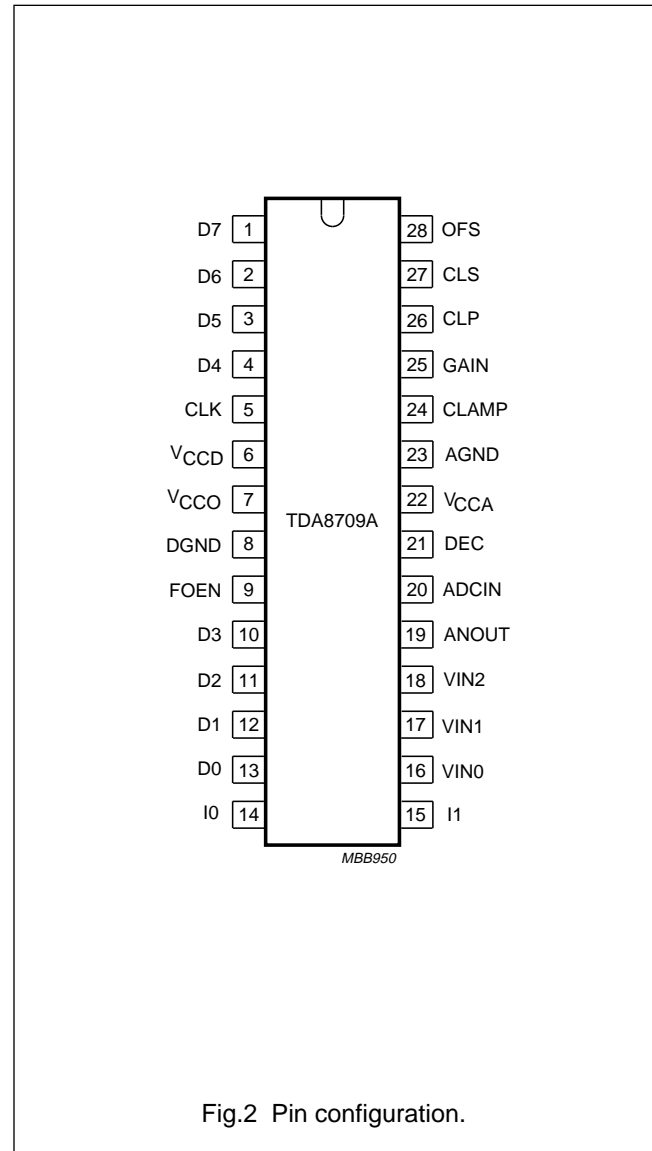 D7 1 28 OFS
D6 2 27 CLS
D5 3 26 CLP
D4 4 25 GAIN
CLK 5 24 CLAMP
VCCD 6 23 AGND
VCCO 7 22 VCCA
TDA8709A
DGND 8 21 DEC
FOEN 9 20 ADCIN
D3 10 19 ANOUT
D2 11 18 VIN2
D1 12 17 VIN1
D0 13 16 VIN0
I0 14 15 I1
MBB950
Fig.2 Pin configuration.